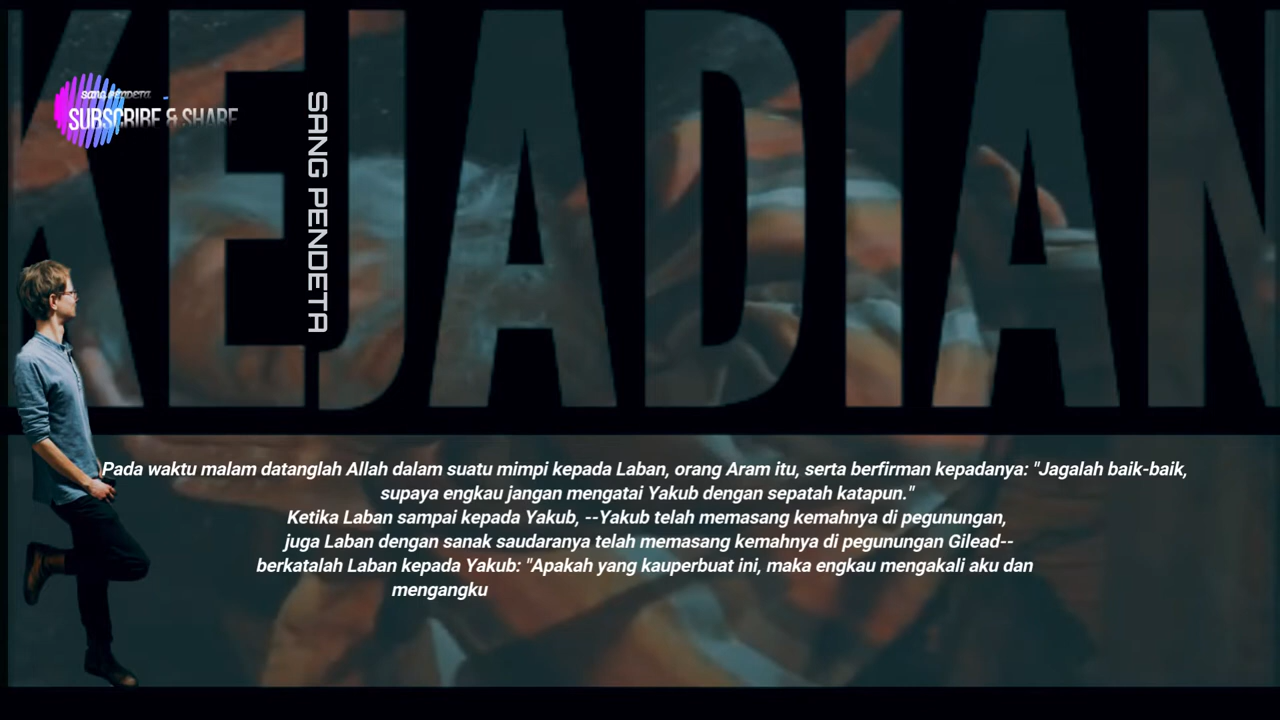 KEJADIAN
sang pendeta
SUBSCRIBE & SHARE
SANG PENDETA
Pada waktu malam datanglah Allah dalam suatu mimpi kepada Laban, orang Aram itu, serta berfirman kepadanya: "Jagalah baik-baik,
supaya engkau jangan mengatai Yakub dengan sepatah katapun."
Ketika Laban sampai kepada Yakub, --Yakub telah memasang kemahnya di pegunungan,
juga Laban dengan sanak saudaranya telah memasang kemahnya di pegunungan Gilead--
berkatalah Laban kepada Yakub: "Apakah yang kauperbuat ini, maka engkau mengakali aku dan
mengangku